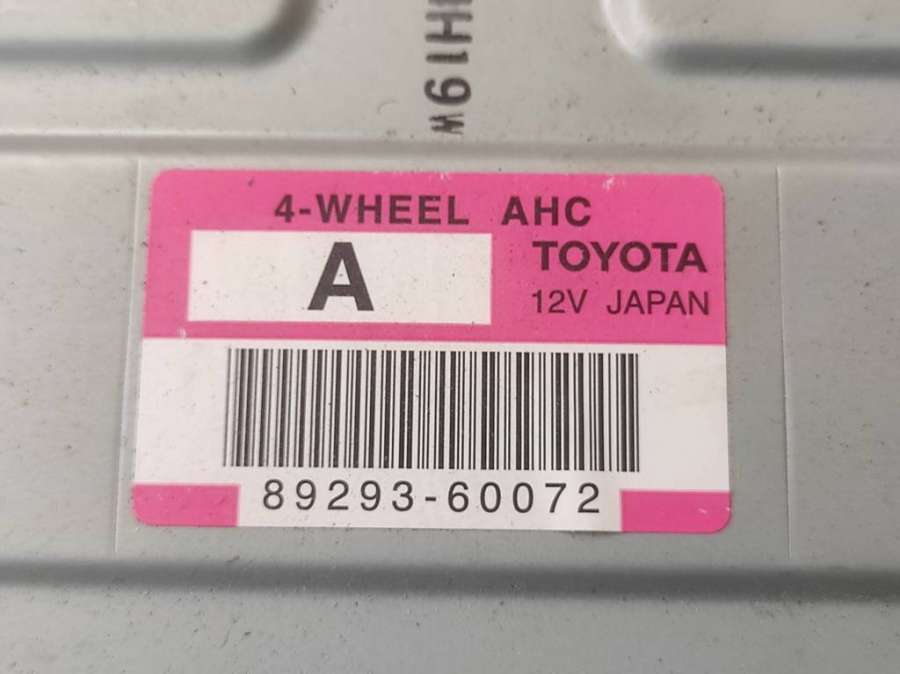 4-WHEEL AHC
A
TOYOTA
12V JAPAN
89293-60072